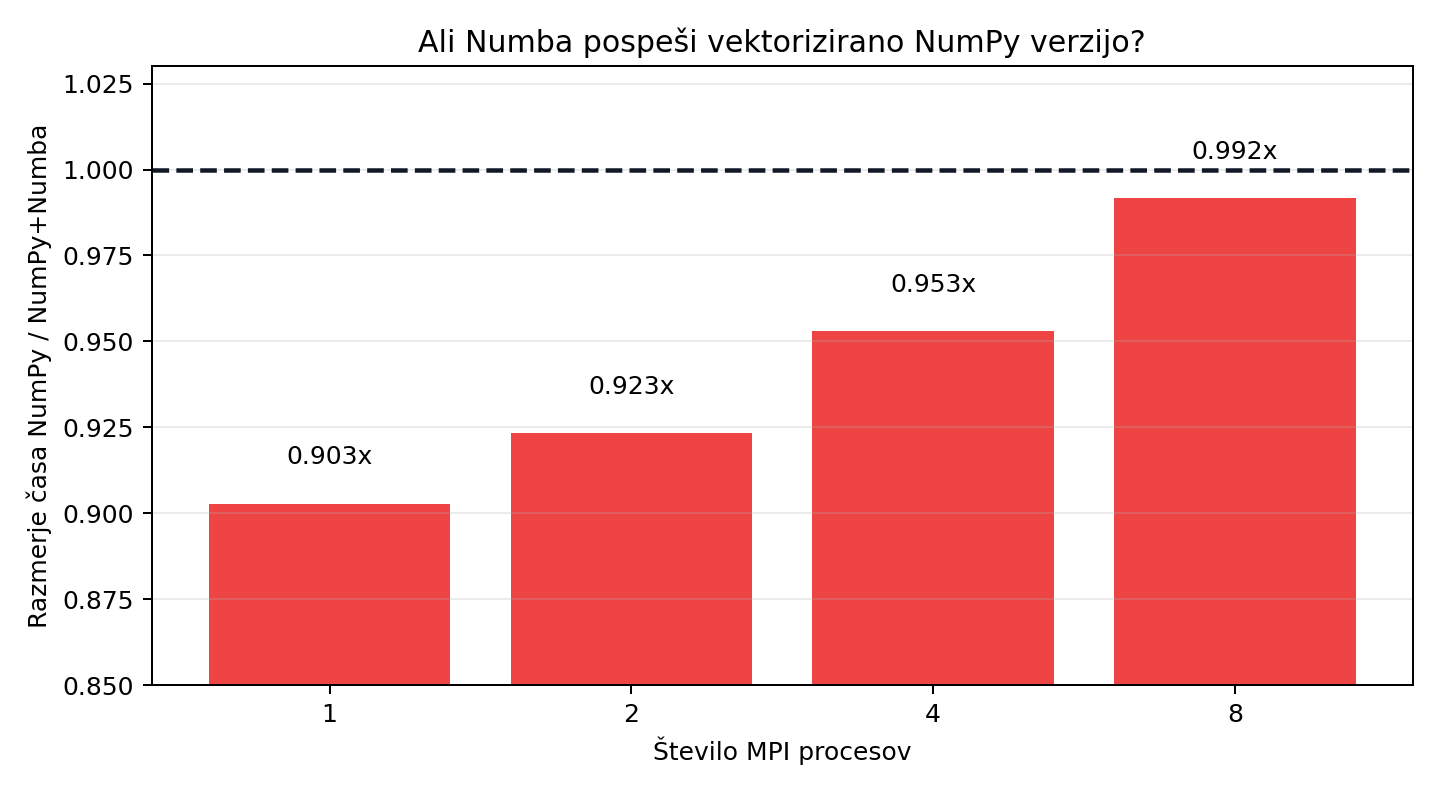 Ali Numba pospeši vektorizirano NumPy verzijo?
Razmerje časa NumPy / NumPy+Numba
1.025
1.000
0.975
0.950
0.925
0.900
0.875
0.850
0.903x
0.923x
0.953x
0.992x
1
2
4
8
Število MPI procesov